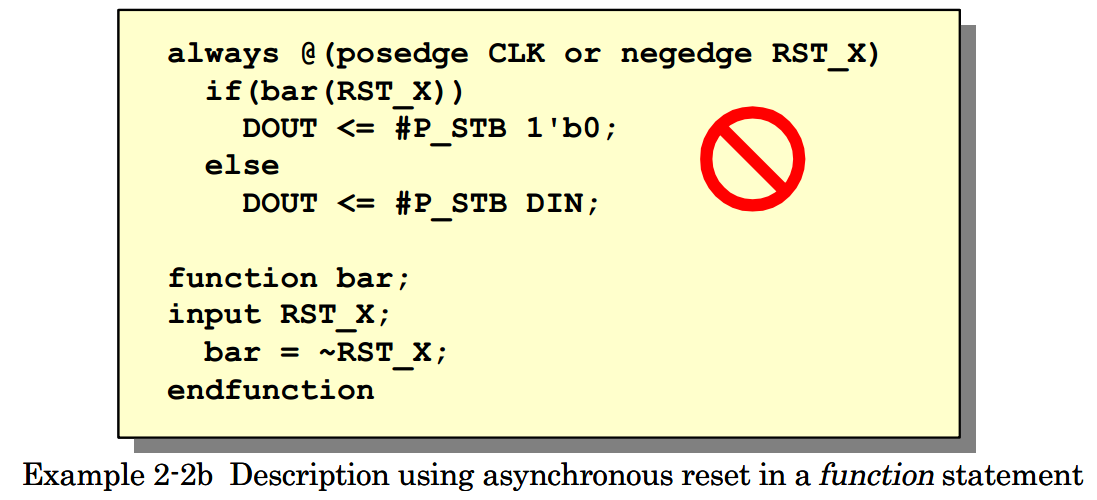 always @(posedge CLK or negedge RST_X)
if(bar(RST_X))
DOUT <= #P_STB 1'b0;
else
DOUT <= #P_STB DIN;
function bar;
input RST_X;
bar = ~RST_X;
endfunction
Example 2-2b Description using asynchronous reset in a function statement